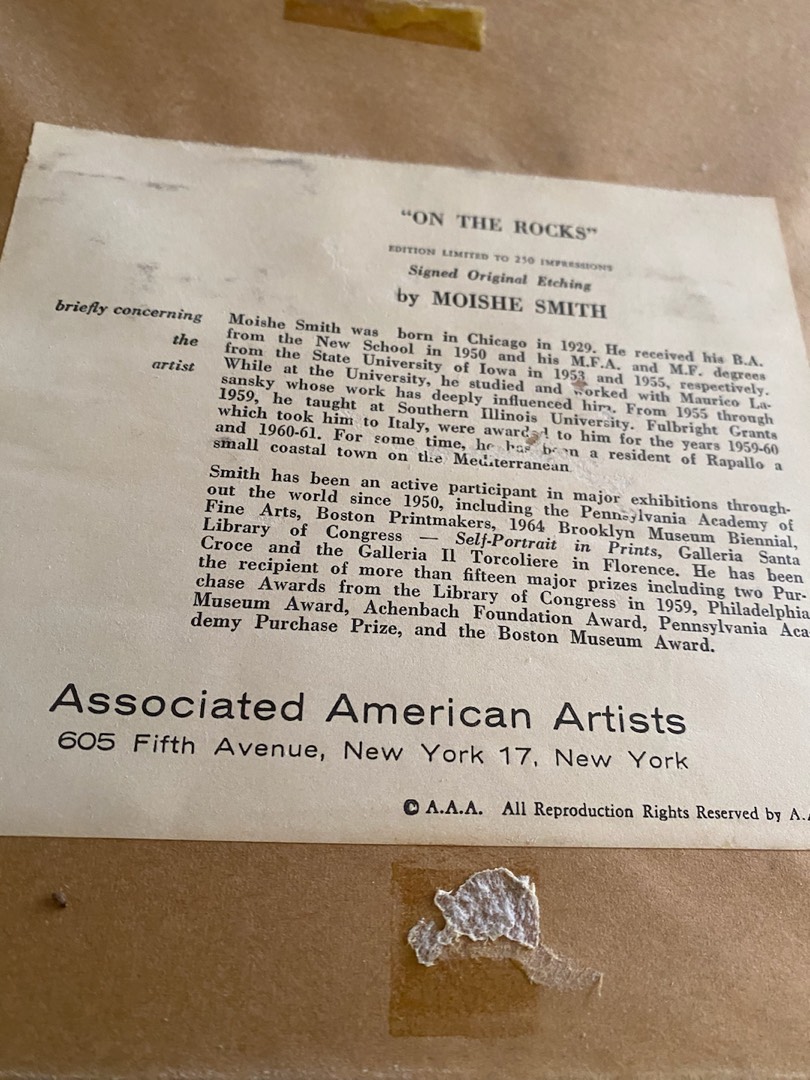 "ON THE ROCKS"
EDITION LIMITED TO 250 IMPRESSIONS
Signed Original Etching
by MOISHE SMITH
briefly concerning
the
artist
Moishe Smith was born in Chicago in 1929. He received his B.A.
from the New School in 1950 and his M.F.A. and M.F. degrees
from the State University of Iowa in 1953 and 1955, respectively.
While at the University, he studied and worked with Maurico La-
sansky whose work has deeply influenced him. From 1955 through
1959, he taught at Southern Illinois University. Fulbright Grants
which took him to Italy, were awarded to him for the years 1959-60
and 1960-61. For some time, he has been a resident of Rapallo a
small coastal town on the Mediterranean
Smith has been an active participant in major exhibitions through-
out the world since 1950, including the Pennsylvania Academy of
Fine Arts, Boston Printmakers, 1964 Brooklyn Museum Biennial,
Library of Congress — Self-Portrait in Prints, Galleria Santa
Croce and the Galleria Il Torcoliere in Florence. He has been
the recipient of more than fifteen major prizes including two Pur-
chase Awards from the Library of Congress in 1959, Philadelphia
Museum Award, Achenbach Foundation Award, Pennsylvania Aca-
demy Purchase Prize, and the Boston Museum Award.
Associated American Artists
605 Fifth Avenue, New York 17, New York
© A.A.A. All Reproduction Rights Reserved by A.A